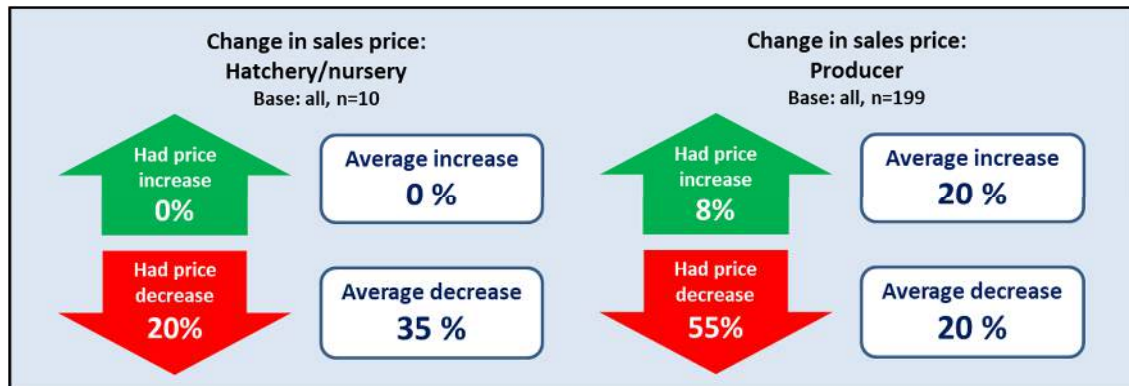 Change in sales price:
Hatchery/nursery
Base: all, n=10
Had price
increase
0%
Average increase
0 %
Had price
decrease
20%
Average decrease
35 %
Change in sales price:
Producer
Base: all, n=199
Had price
increase
8%
Average increase
20 %
Had price
decrease
55%
Average decrease
20 %